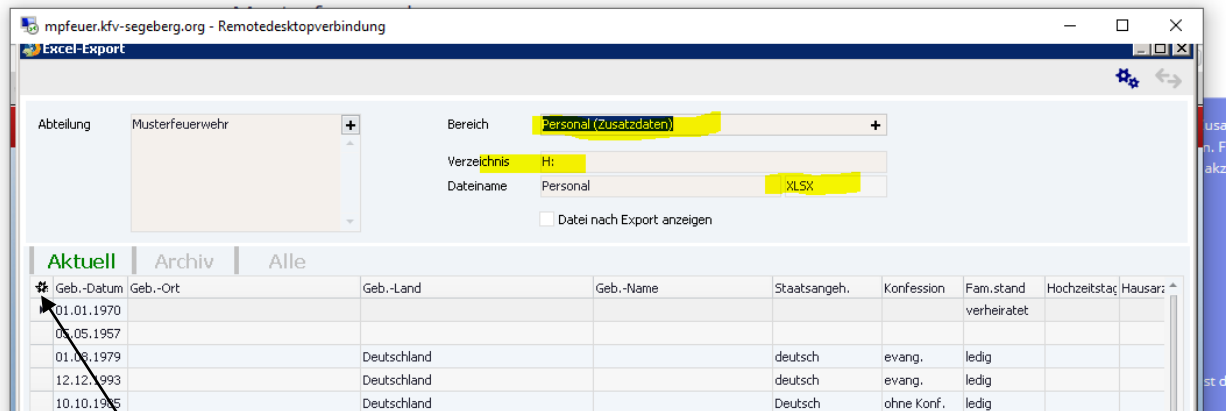 mpfeuer.kfv-segeberg.org - Remotedesktopverbindung
Excel-Export
Abteilung Musterfeuerwehr + Bereich Personal (Zusatzdaten) +
Verzeichnis H:
Dateiname Personal XLSX
Datei nach Export anzeigen
Aktuell Archiv Alle
Geb.-Datum Geb.-Ort Geb.-Land Geb.-Name Staatsangeh. Konfession Fam.stand Hochzeitstag Hausarz
01.01.1970 verheiratet
05.05.1957
01.08.1979 Deutschland deutsch evang. ledig
12.12.1993 Deutschland deutsch evang. ledig
10.10.1985 Deutschland Deutsch ohne Konf. ledig